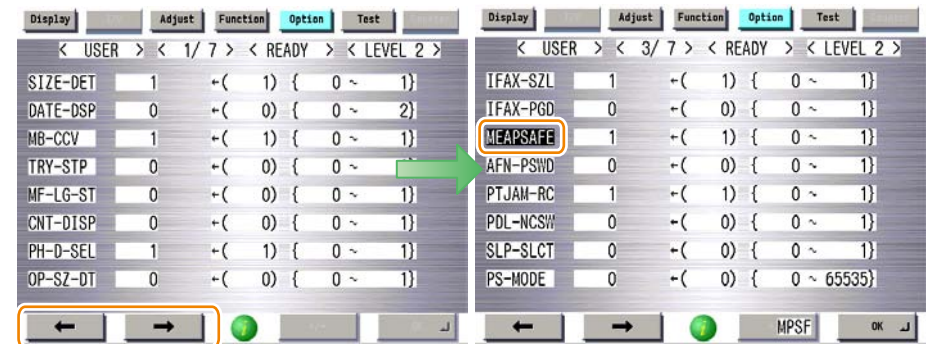 Display Adjust Function Option Test
< USER > < 1/ 7 > < READY > < LEVEL 2 >
SIZE-DET 1 ←( 1) { 0 ~ 1}
DATE-DSP 0 ←( 0) { 0 ~ 2}
MB-CCV 1 ←( 1) { 0 ~ 1}
TRY-STP 0 ←( 0) { 0 ~
MF-LG-ST 0 ←( 0) { 0 ~ 1}
CNT-DISP 0 ←( 0) { 0 ~ 1}
PH-D-SEL 1 ←( 1) { 0 ~ 1}
OP-SZ-DT 0 ←( 0) { 0 ~ 1}
← → i +/-
Display I/O Adjust Function Option Test Counter
< USER > < 3/ 7 > < READY > < LEVEL 2 >
IFAX-SZL 1 ←( 1) { 0 ~ 1}
IFAX-PGD 0 ←( 0) { 0 ~ 1}
MEAPSAFE 1 ←( 1) { 0 ~ 1}
AFN-PSWD 0 ←( 0) { 0 ~ 1}
PTJAM-RC 1 ←( 1) { 0 ~ 1}
PDL-NCSW 0 ←( 0) { 0 ~ 1}
SLP-SLCT 0 ←( 0) { 0 ~ 1}
PS-MODE 0 ←( 0) { 0 ~ 65535}
← → i MPSF OK ┘